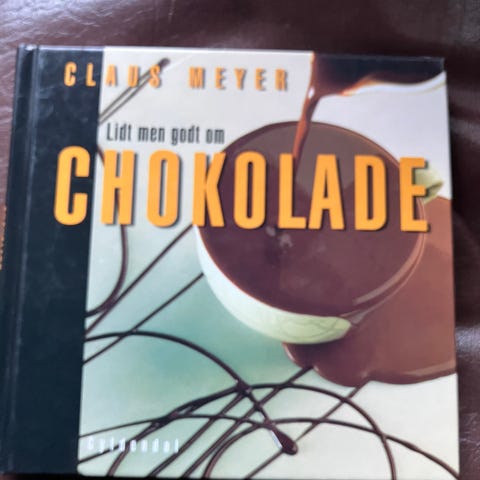 CLAUS MEYER
Lidt men godt om
CHOKOLADE
Gyldendal